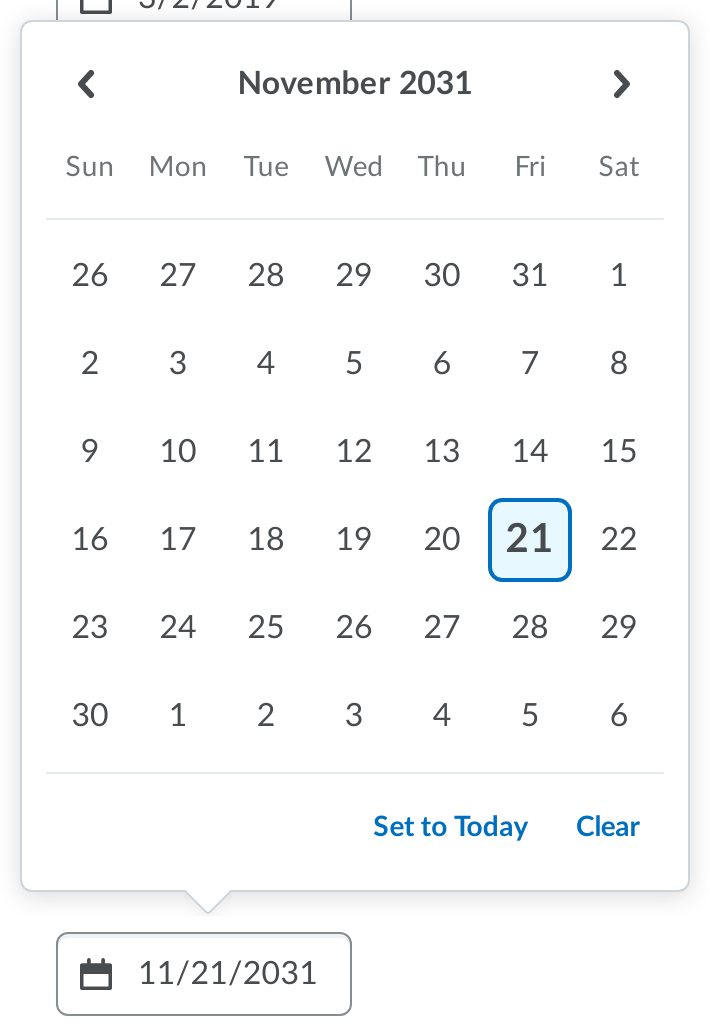 3/2/2019
November 2031
Sun Mon Tue Wed Thu Fri Sat
26 27 28 29 30 31 1
2 3 4 5 6 7 8
9 10 11 12 13 14 15
16 17 18 19 20 21 22
23 24 25 26 27 28 29
30 1 2 3 4 5 6
Set to Today Clear
11/21/2031